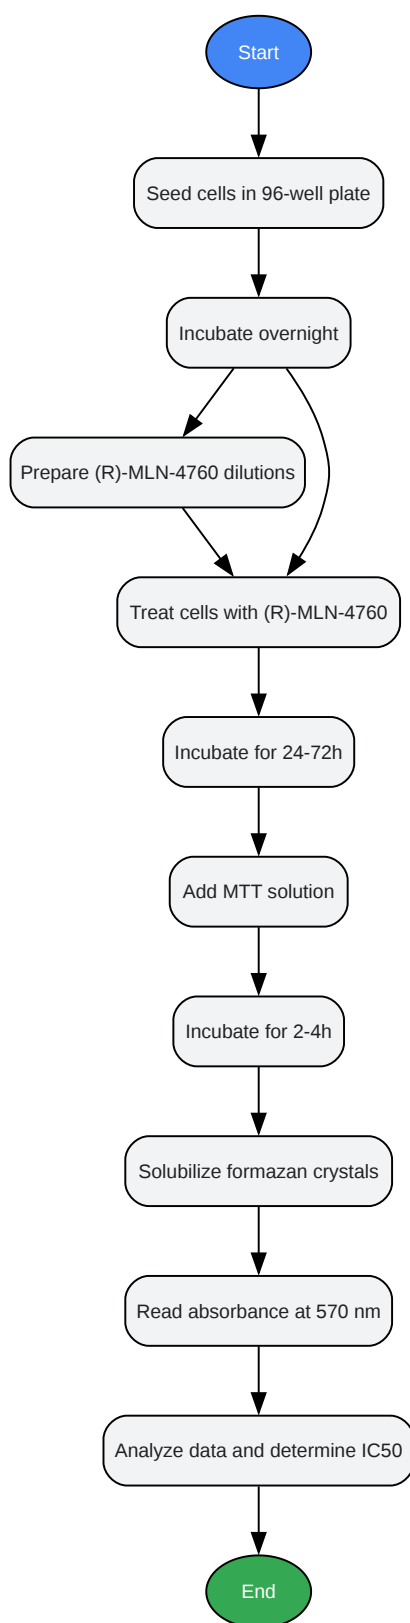 Start
Seed cells in 96-well plate
Incubate overnight
Prepare (R)-MLN-4760 dilutions
Treat cells with (R)-MLN-4760
Incubate for 24-72h
Add MTT solution
Incubate for 2-4h
Solubilize formazan crystals
Read absorbance at 570 nm
Analyze data and determine IC50
End